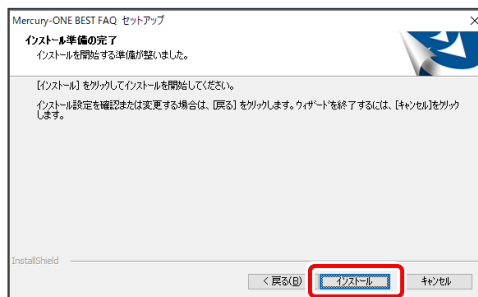 Mercury-ONE BEST FAQ セットアップ
インストール準備の完了
インストールを開始する準備が整いました。
[インストール] をクリックしてインストールを開始してください。
インストール設定を確認または変更する場合は、[戻る] をクリックします。ウィザードを終了するには、[キャンセル]をクリック
します。
InstallShield
< 戻る(B)
インストール
キャンセル